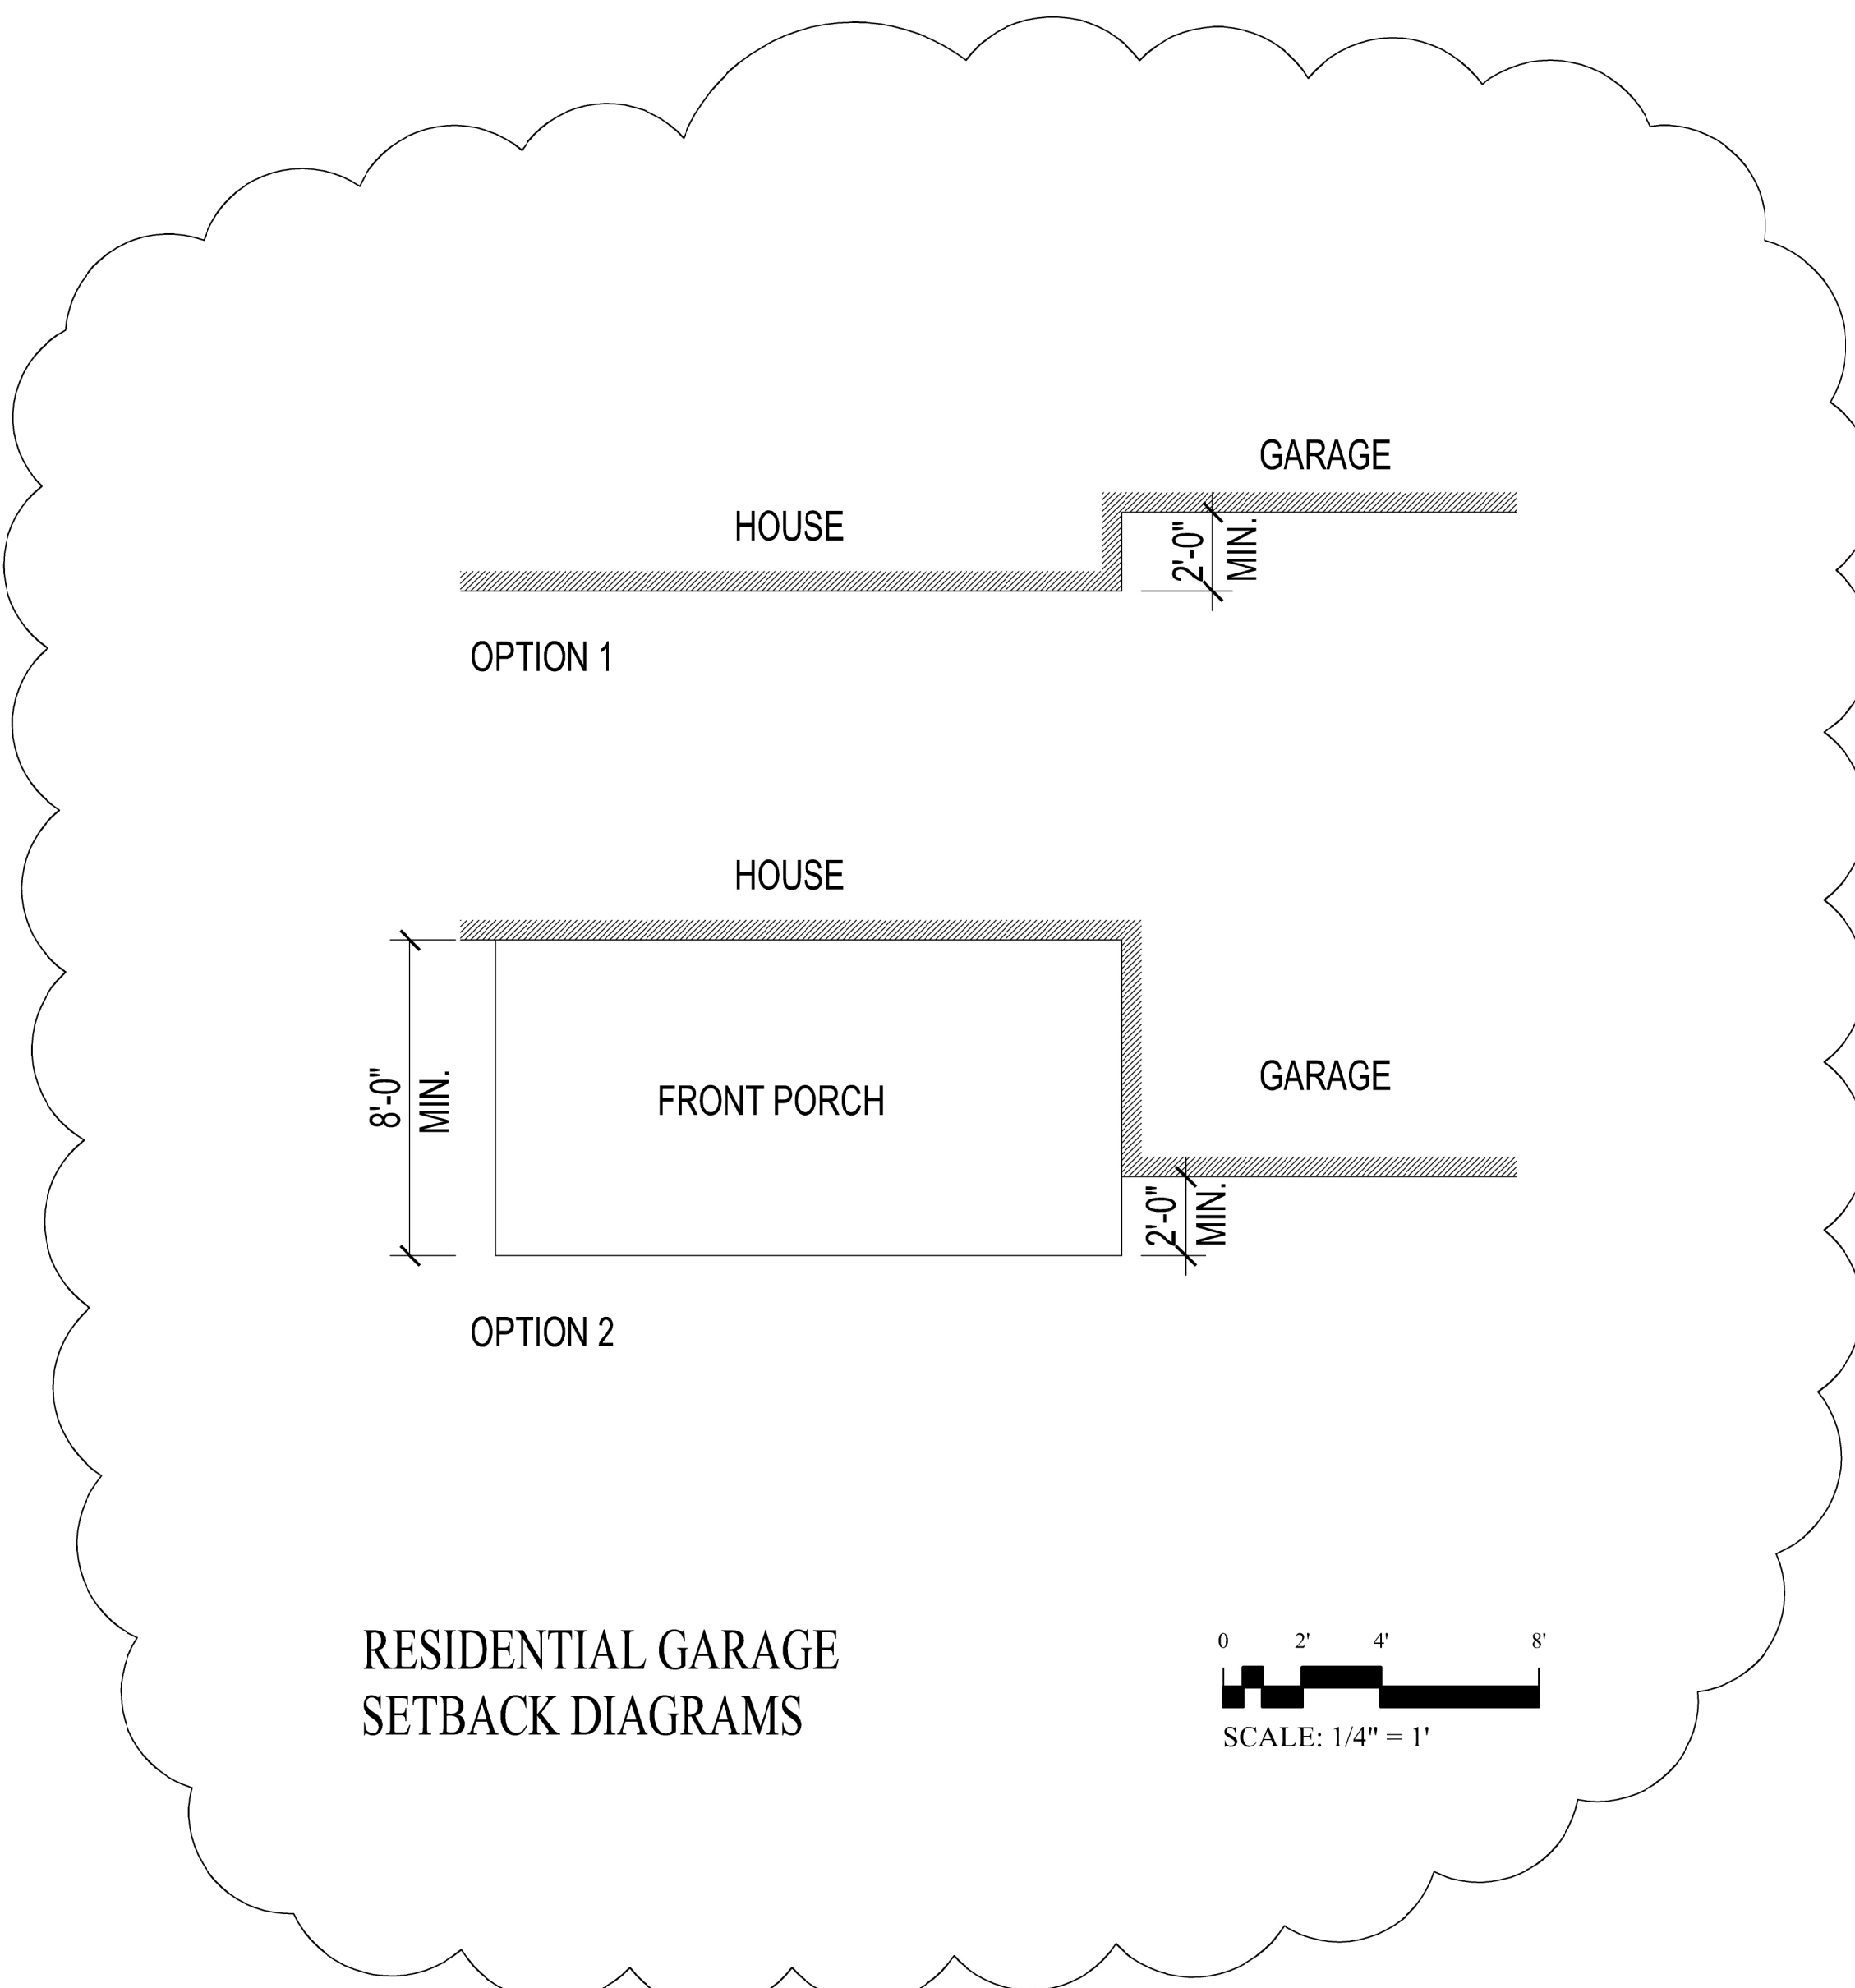 GARAGE
HOUSE
2'-0"
MIN.
OPTION 1
HOUSE
8'-0"
MIN.
FRONT PORCH
GARAGE
2'-0"
MIN.
OPTION 2
RESIDENTIAL GARAGE
SETBACK DIAGRAMS
0 2' 4' 8'
SCALE: 1/4" = 1'